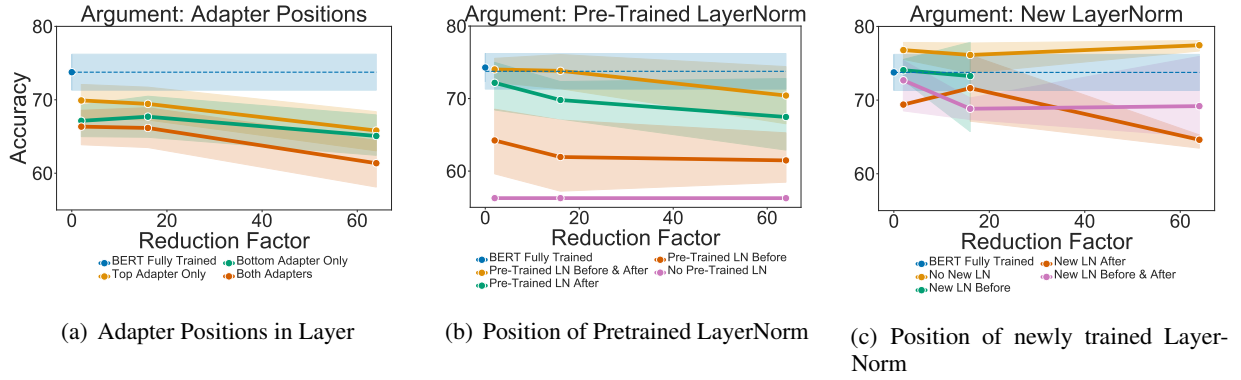 Argument: Adapter Positions
80
70
60
Accuracy
0 20 40 60
Reduction Factor
BERT Fully Trained Bottom Adapter Only
Top Adapter Only Both Adapters
(a) Adapter Positions in Layer
Argument: Pre-Trained LayerNorm
80
70
60
0 20 40 60
Reduction Factor
BERT Fully Trained Pre-Trained LN Before
Pre-Trained LN Before & After No Pre-Trained LN
Pre-Trained LN After
(b) Position of Pretrained LayerNorm
Argument: New LayerNorm
80
70
60
0 20 40 60
Reduction Factor
BERT Fully Trained New LN After
No New LN New LN Before & After
New LN Before
(c) Position of newly trained Layer-
Norm